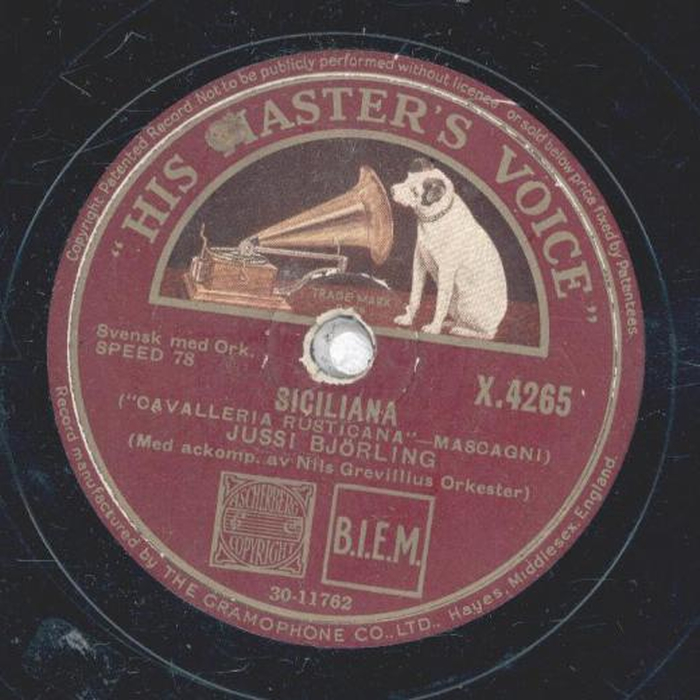 Copyright. Patented Record. Not to be publicly performed without licence or sold below price fixed by Patentees.
"HIS MASTER'S VOICE"
TRADE MARK
Svensk med Ork.
SPEED 78
X.4265
SICILIANA
("CAVALLERIA RUSTICANA"—MASCAGNI)
JUSSI BJÖRLING
(Med ackomp. av Nils Grevillius Orkester)
ASCHERBERG
COPYRIGHT
B.I.E.M.
30-11762
Record manufactured by THE GRAMOPHONE CO., LTD., Hayes, Middlesex, England.